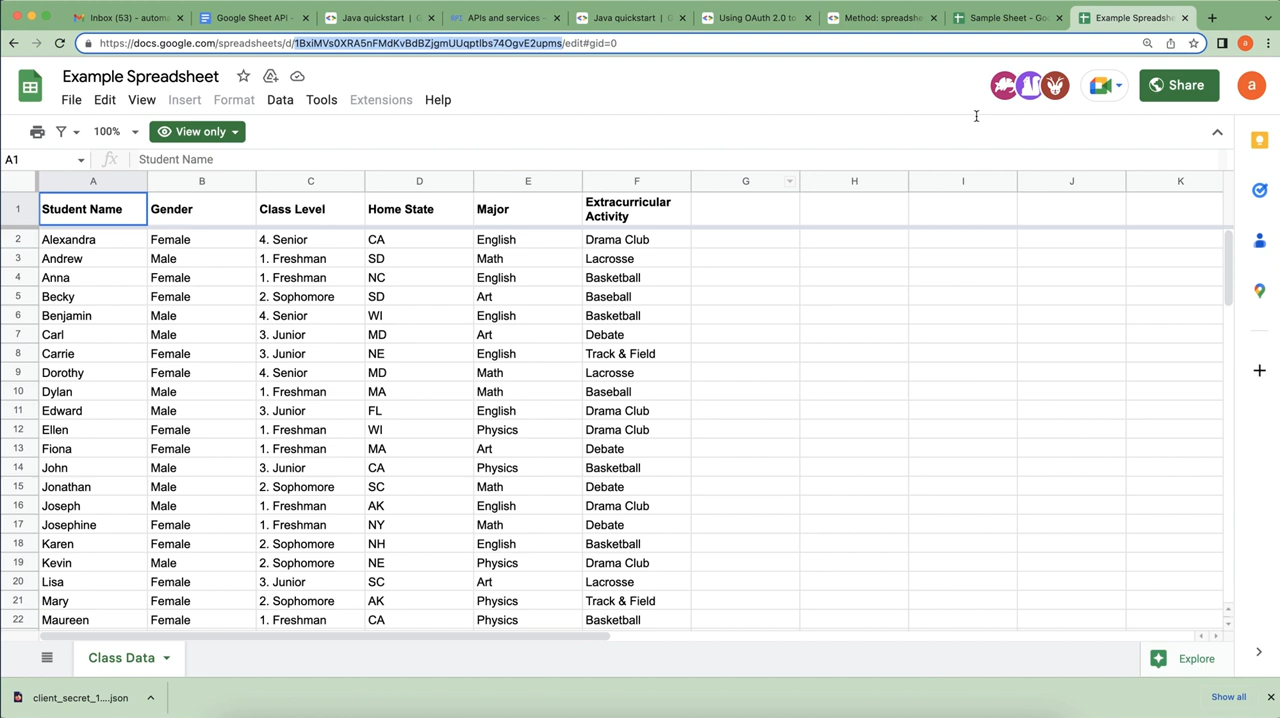 Inbox (53) - automa
Google Sheet API -
Java quickstart | G
APIs and services –
Java quickstart | G
Using OAuth 2.0 to
Method: spreadshe
Sample Sheet - Goo
Example Spreadshe
https://docs.google.com/spreadsheets/d/1BxiMVs0XRA5nFMdKvBdBZjgmUUqptlbs74OgvE2upms/edit#gid=0
a
Example Spreadsheet
File Edit View Insert Format Data Tools Extensions Help
Share
a
100%
View only
A1
fx
Student Name
A B C D E F G H I J K
1 Student Name Gender Class Level Home State Major Extracurricular Activity
2 Alexandra Female 4. Senior CA English Drama Club
3 Andrew Male 1. Freshman SD Math Lacrosse
4 Anna Female 1. Freshman NC English Basketball
5 Becky Female 2. Sophomore SD Art Baseball
6 Benjamin Male 4. Senior WI English Basketball
7 Carl Male 3. Junior MD Art Debate
8 Carrie Female 3. Junior NE English Track & Field
9 Dorothy Female 4. Senior MD Math Lacrosse
10 Dylan Male 1. Freshman MA Math Baseball
11 Edward Male 3. Junior FL English Drama Club
12 Ellen Female 1. Freshman WI Physics Drama Club
13 Fiona Female 1. Freshman MA Art Debate
14 John Male 3. Junior CA Physics Basketball
15 Jonathan Male 2. Sophomore SC Math Debate
16 Joseph Male 1. Freshman AK English Drama Club
17 Josephine Female 1. Freshman NY Math Debate
18 Karen Female 2. Sophomore NH English Basketball
19 Kevin Male 2. Sophomore NE Physics Drama Club
20 Lisa Female 3. Junior SC Art Lacrosse
21 Mary Female 2. Sophomore AK Physics Track & Field
22 Maureen Female 1. Freshman CA Physics Basketball
Class Data
Explore
client_secret_1....json
Show all